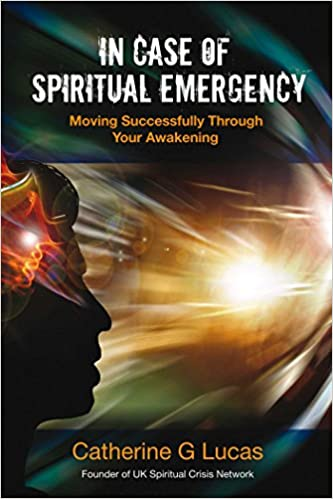 IN CASE OF
SPIRITUAL EMERGENCY
Moving Successfully Through
Your Awakening
Catherine G Lucas
Founder of UK Spiritual Crisis Network